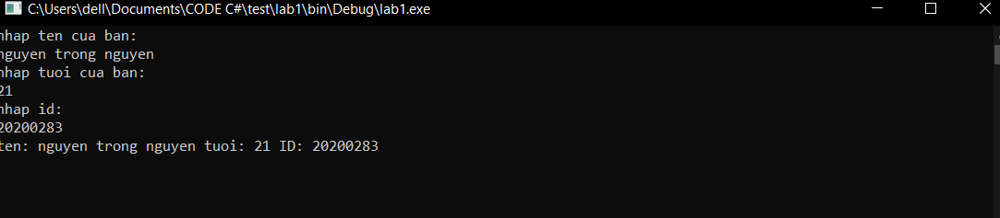 C:\Users\dell\Documents\CODE C#\test\lab1\bin\Debug\lab1.exe
nhap ten cua ban:
nguyen trong nguyen
nhap tuoi cua ban:
21
nhap id:
20200283
ten: nguyen trong nguyen tuoi: 21 ID: 20200283